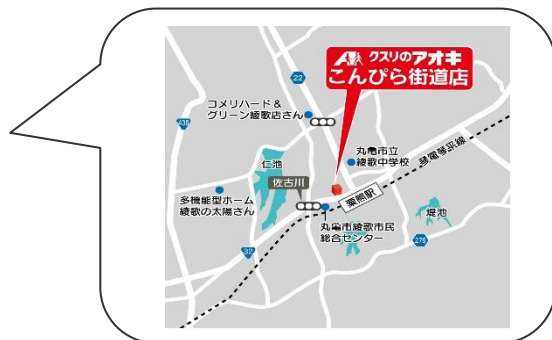 クスリのアオキ
こんぴら街道店
22
コメリハード＆
グリーン綾歌店さん
438
丸亀市立
綾歌中学校
琴電琴平線
仁池
佐古川
栗熊駅
多機能型ホーム
綾歌の太陽さん
堤池
丸亀市綾歌市民
総合センター
32
278